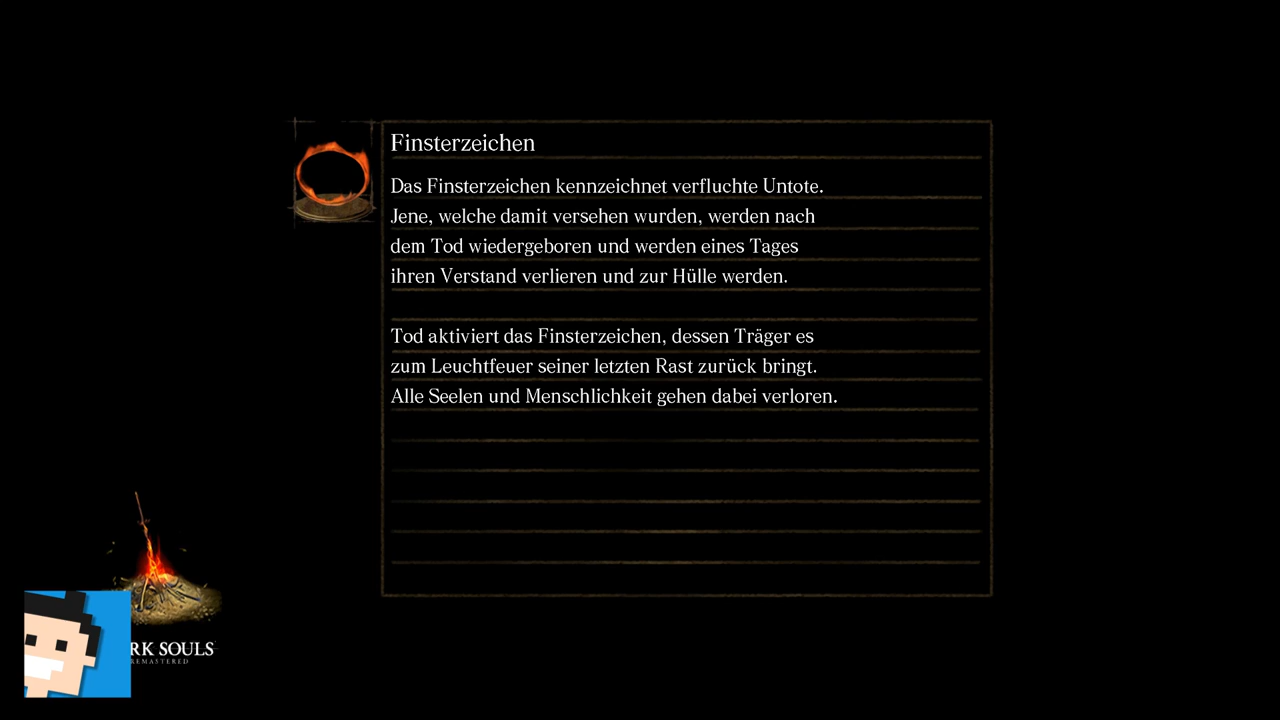 Finsterzeichen
Das Finsterzeichen kennzeichnet verfluchte Untote.
Jene, welche damit versehen wurden, werden nach
dem Tod wiedergeboren und werden eines Tages
ihren Verstand verlieren und zur Hülle werden.
Tod aktiviert das Finsterzeichen, dessen Träger es
zum Leuchtfeuer seiner letzten Rast zurück bringt.
Alle Seelen und Menschlichkeit gehen dabei verloren.
RK SOULS
REMASTERED